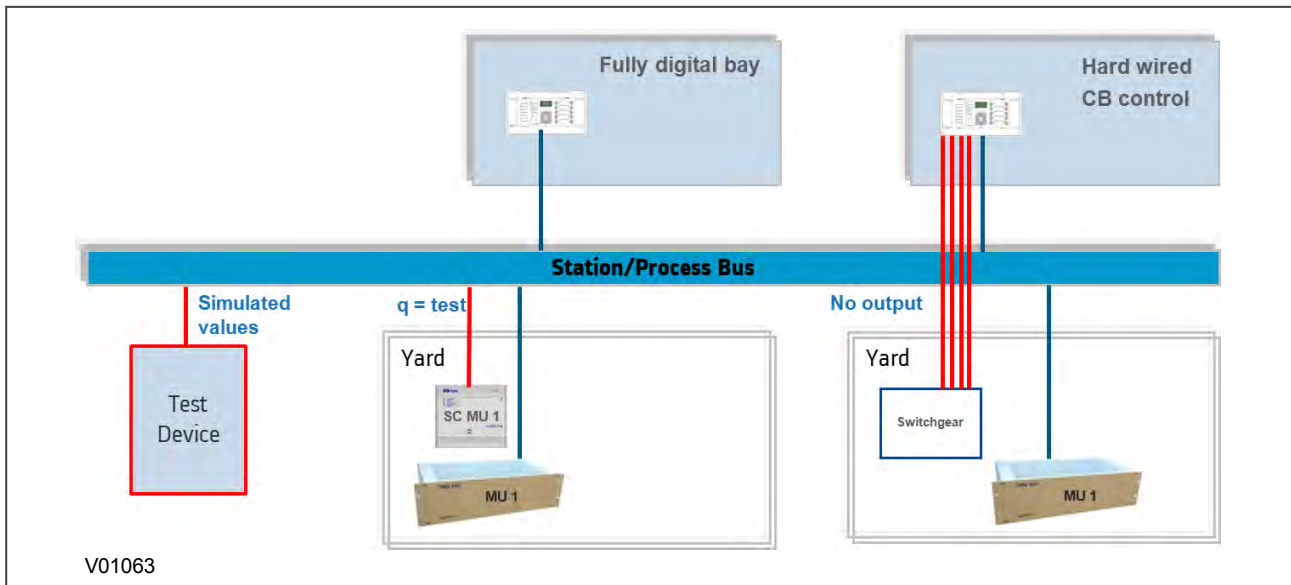 Fully digital bay
Hard wired
CB control
Station/Process Bus
Simulated
values
q = test
No output
Test
Device
Yard
SC MU 1
MU 1
Yard
Switchgear
MU 1
V01063